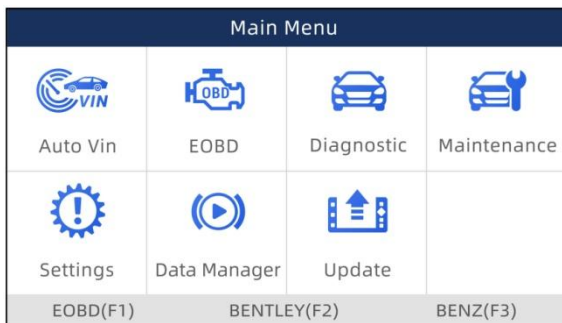 Main Menu
VIN OBD
Auto Vin EOBD Diagnostic Maintenance
Settings Data Manager Update
EOBD(F1) BENTLEY(F2) BENZ(F3)